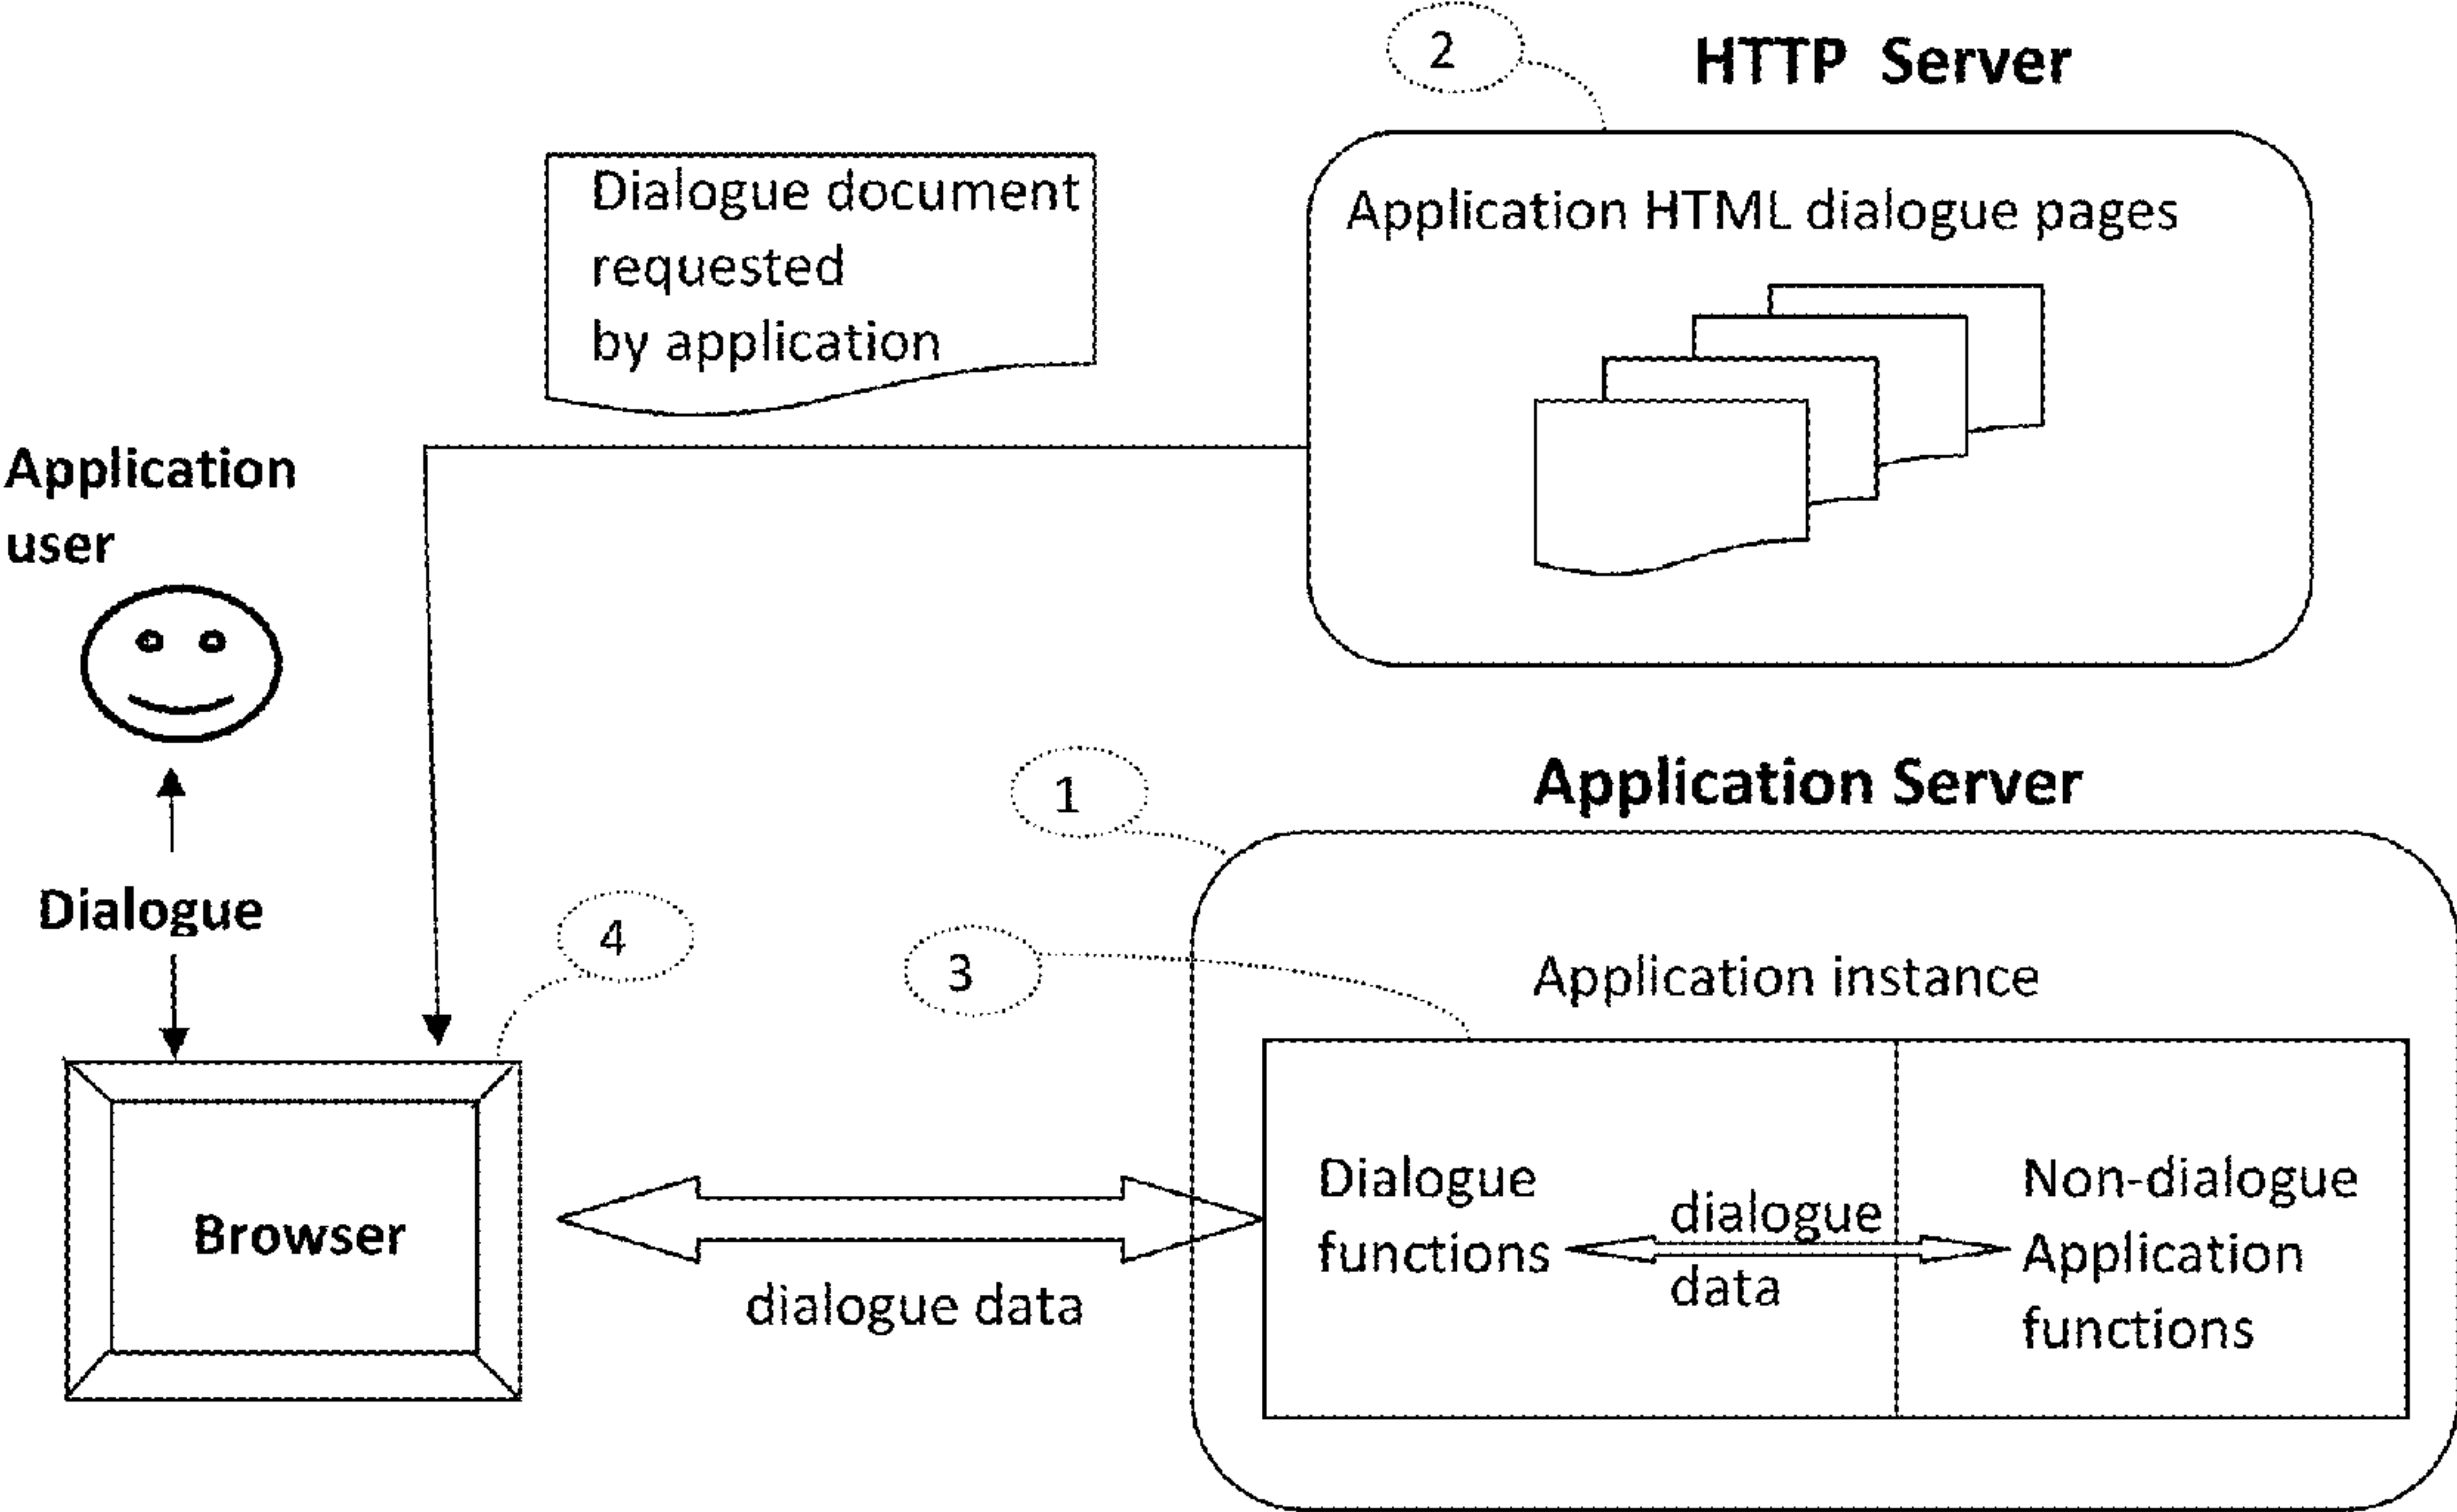 2
HTTP Server
Dialogue document
requested
by application
Application HTML dialogue pages
Application
user
1
Application Server
Dialogue
4
3
Application instance
Browser
dialogue data
Dialogue
functions
dialogue
data
Non-dialogue
Application
functions